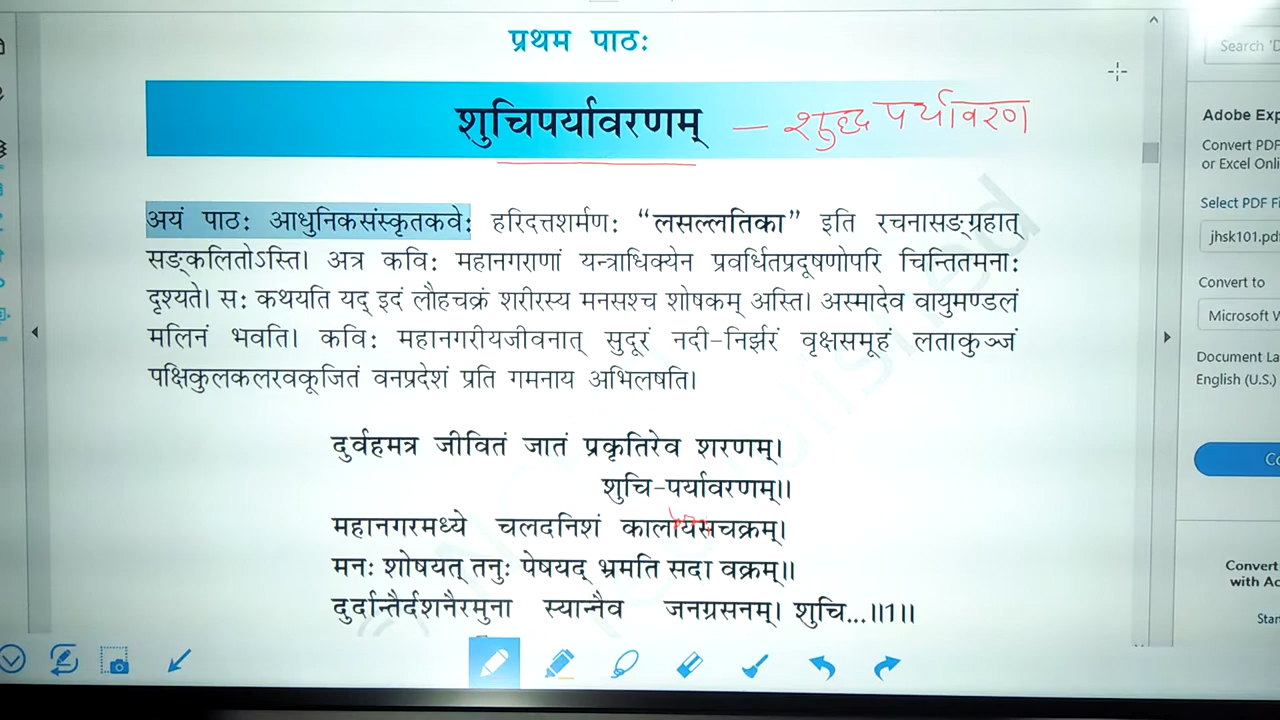 प्रथम पाठः
शुचिपर्यावरणम् — शुद्ध पर्यावरण
अयं पाठः आधुनिकसंस्कृतकवेः हरिदत्तशर्मणः “लसल्लतिका” इति रचनासङ्ग्रहात्
सङ्कलितोऽस्ति। अत्र कविः महानगराणां यन्त्राधिक्येन प्रवर्धितप्रदूषणोपरि चिन्तितमनाः
दृश्यते। सः कथयति यद् इदं लौहचक्रं शरीरस्य मनसश्च शोषकम् अस्ति। अस्मादेव वायुमण्डलं
मलिनं भवति। कविः महानगरीयजीवनात् सुदूरं नदी-निर्झरं वृक्षसमूहं लताकुञ्जं
पक्षिकुलकलरवकूजितं वनप्रदेशं प्रति गमनाय अभिलषति।
दुर्वहमत्र जीवितं जातं प्रकृतिरेव शरणम्।
शुचि-पर्यावरणम्॥
महानगरमध्ये चलदनिशं कालायसचक्रम्।
मनः शोषयत् तनुः पेषयद् भ्रमति सदा वक्रम्॥
दुर्दान्तैर्दशनैरमुना स्यान्नैव जनग्रसनम्। शुचि...॥1॥
Search 'D
Adobe Exp
Convert PDF
or Excel Onli
Select PDF Fi
jhsk101.pdf
Convert to
Microsoft W
Document La
English (U.S.)
Co
Convert
with Ac
Star